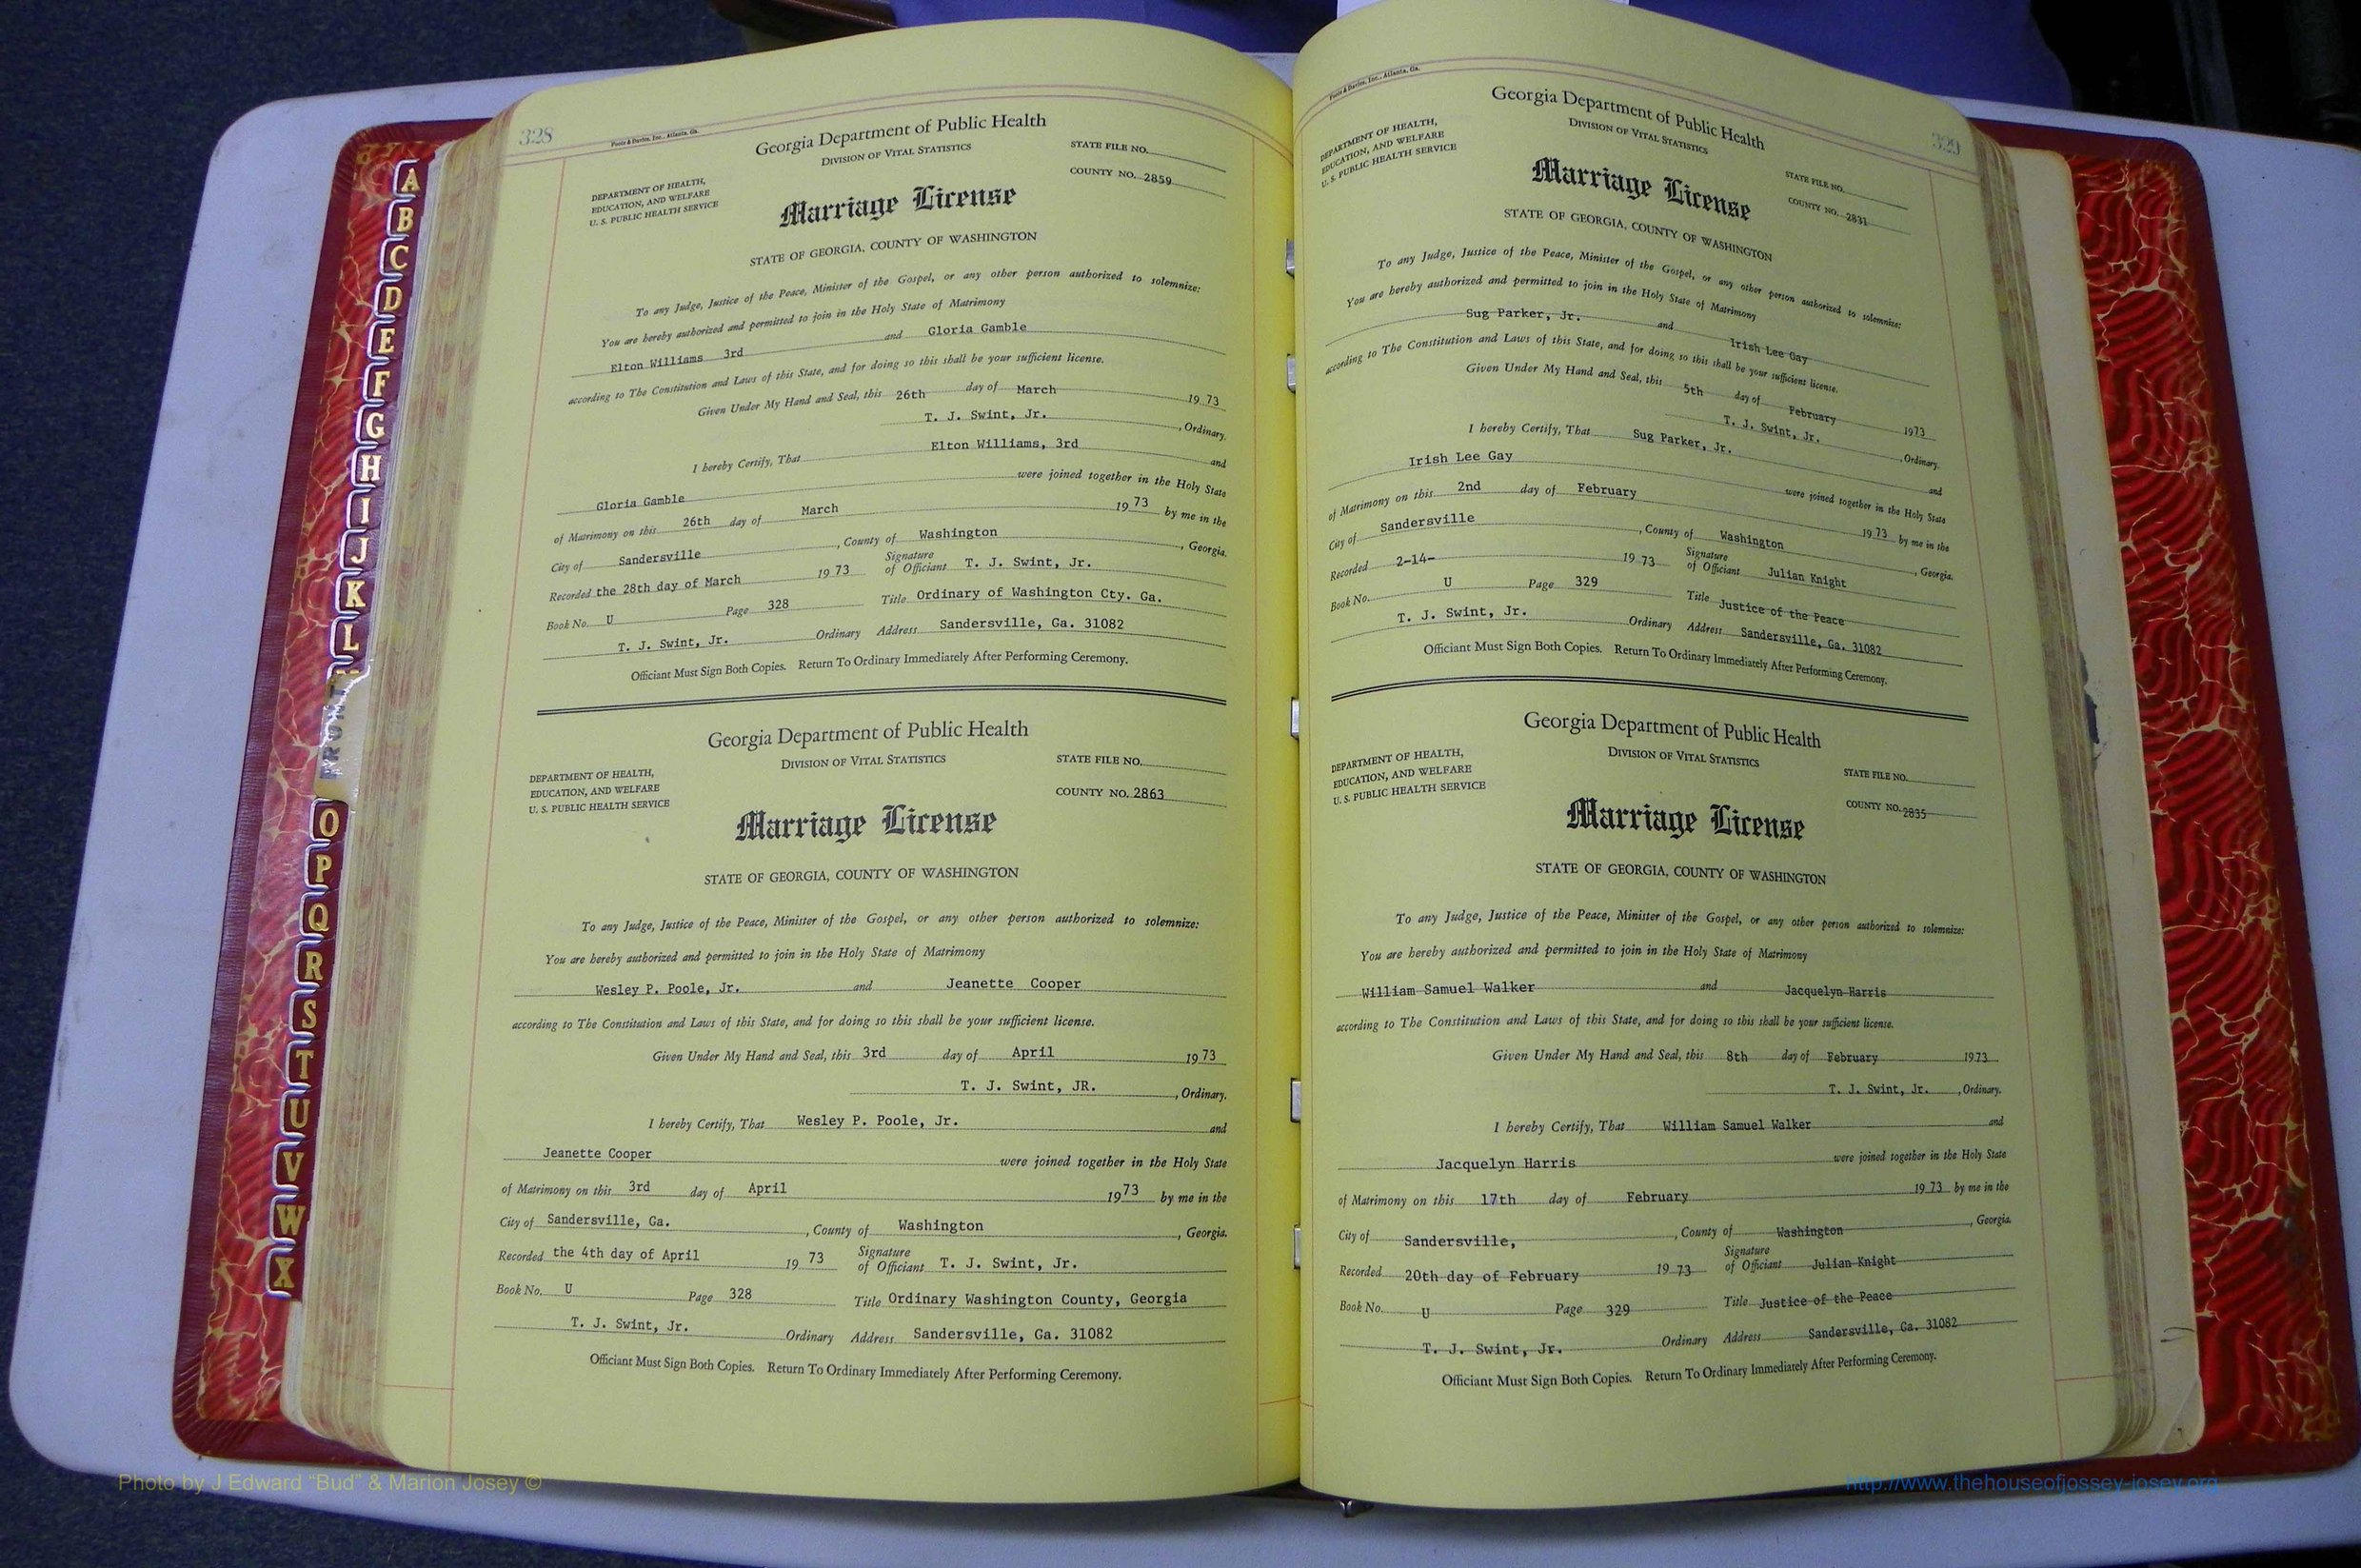 A
B
C
D
E
F
G
H
I
J
K
L
FRONT
O
P
Q
R
S
T
U
V
W
X
328
Foote & Davies, Inc., Atlanta, Ga.
Georgia Department of Public Health
DIVISION OF VITAL STATISTICS
STATE FILE NO.
DEPARTMENT OF HEALTH,
EDUCATION, AND WELFARE
U. S. PUBLIC HEALTH SERVICE
COUNTY NO. 2859
Marriage License
STATE OF GEORGIA, COUNTY OF WASHINGTON
To any Judge, Justice of the Peace, Minister of the Gospel, or any other person authorized to solemnize:
You are hereby authorized and permitted to join in the Holy State of Matrimony
Elton Williams 3rd and Gloria Gamble
according to The Constitution and Laws of this State, and for doing so this shall be your sufficient license.
Given Under My Hand and Seal, this 26th day of March 1973
T. J. Swint, Jr. , Ordinary.
I hereby Certify, That Elton Williams, 3rd and
Gloria Gamble were joined together in the Holy State
of Matrimony on this 26th day of March 1973 by me in the
City of Sandersville , County of Washington , Georgia.
Recorded the 28th day of March 1973 Signature of Officiant T. J. Swint, Jr.
Book No. U Page 328 Title Ordinary of Washington Cty. Ga.
T. J. Swint, Jr. Ordinary Address Sandersville, Ga. 31082
Officiant Must Sign Both Copies. Return To Ordinary Immediately After Performing Ceremony.
Georgia Department of Public Health
DIVISION OF VITAL STATISTICS
STATE FILE NO.
DEPARTMENT OF HEALTH,
EDUCATION, AND WELFARE
U. S. PUBLIC HEALTH SERVICE
COUNTY NO. 2863
Marriage License
STATE OF GEORGIA, COUNTY OF WASHINGTON
To any Judge, Justice of the Peace, Minister of the Gospel, or any other person authorized to solemnize:
You are hereby authorized and permitted to join in the Holy State of Matrimony
Wesley P. Poole, Jr. and Jeanette Cooper
according to The Constitution and Laws of this State, and for doing so this shall be your sufficient license.
Given Under My Hand and Seal, this 3rd day of April 1973
T. J. Swint, JR. , Ordinary.
I hereby Certify, That Wesley P. Poole, Jr. and
Jeanette Cooper were joined together in the Holy State
of Matrimony on this 3rd day of April 1973 by me in the
City of Sandersville, Ga. , County of Washington , Georgia.
Recorded the 4th day of April 1973 Signature of Officiant T. J. Swint, Jr.
Book No. U Page 328 Title Ordinary Washington County, Georgia
T. J. Swint, Jr. Ordinary Address Sandersville, Ga. 31082
Officiant Must Sign Both Copies. Return To Ordinary Immediately After Performing Ceremony.
329
Foote & Davies, Inc., Atlanta, Ga.
Georgia Department of Public Health
DIVISION OF VITAL STATISTICS
DEPARTMENT OF HEALTH,
EDUCATION, AND WELFARE
U. S. PUBLIC HEALTH SERVICE
STATE FILE NO.
COUNTY NO. 2831
Marriage License
STATE OF GEORGIA, COUNTY OF WASHINGTON
To any Judge, Justice of the Peace, Minister of the Gospel, or any other person authorized to solemnize:
You are hereby authorized and permitted to join in the Holy State of Matrimony
Sug Parker, Jr. and Irish Lee Gay
according to The Constitution and Laws of this State, and for doing so this shall be your sufficient license.
Given Under My Hand and Seal, this 5th day of February 1973
T. J. Swint, Jr. , Ordinary.
I hereby Certify, That Sug Parker, Jr. and
Irish Lee Gay were joined together in the Holy State
of Matrimony on this 2nd day of February 1973 by me in the
City of Sandersville , County of Washington , Georgia.
Recorded 2-14- 1973 Signature of Officiant Julian Knight
Book No. U Page 329 Title Justice of the Peace
T. J. Swint, Jr. Ordinary Address Sandersville, Ga. 31082
Officiant Must Sign Both Copies. Return To Ordinary Immediately After Performing Ceremony.
Georgia Department of Public Health
DIVISION OF VITAL STATISTICS
DEPARTMENT OF HEALTH,
EDUCATION, AND WELFARE
U. S. PUBLIC HEALTH SERVICE
STATE FILE NO.
COUNTY NO. 2835
Marriage License
STATE OF GEORGIA, COUNTY OF WASHINGTON
To any Judge, Justice of the Peace, Minister of the Gospel, or any other person authorized to solemnize:
You are hereby authorized and permitted to join in the Holy State of Matrimony
William Samuel Walker and Jacquelyn Harris
according to The Constitution and Laws of this State, and for doing so this shall be your sufficient license.
Given Under My Hand and Seal, this 8th day of February 1973
T. J. Swint, Jr. , Ordinary.
I hereby Certify, That William Samuel Walker and
Jacquelyn Harris were joined together in the Holy State
of Matrimony on this 17th day of February 1973 by me in the
City of Sandersville, , County of Washington , Georgia.
Recorded 20th day of February 1973 Signature of Officiant Julian Knight
Book No. U Page 329 Title Justice of the Peace
T. J. Swint, Jr. Ordinary Address Sandersville, Ga. 31082
Officiant Must Sign Both Copies. Return To Ordinary Immediately After Performing Ceremony.
Photo by J Edward “Bud” & Marion Josey ©
http://www.thehouseofjossey-josey.org